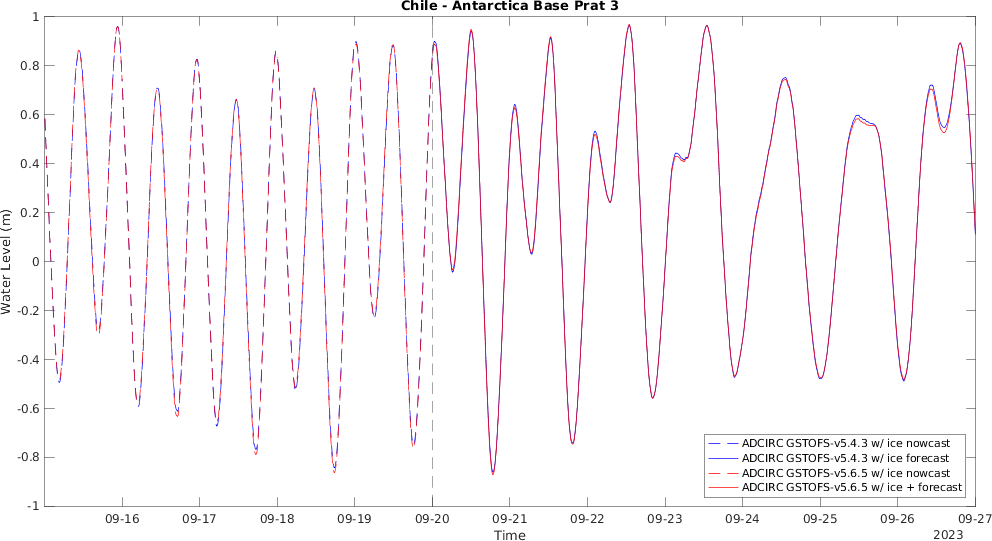 Chile - Antarctica Base Prat 3
Water Level (m)
1
0.8
0.6
0.4
0.2
0
-0.2
-0.4
-0.6
-0.8
-1
ADCIRC GSTOFS-v5.4.3 w/ ice nowcast
ADCIRC GSTOFS-v5.4.3 w/ ice forecast
ADCIRC GSTOFS-v5.6.5 w/ ice nowcast
ADCIRC GSTOFS-v5.6.5 w/ ice + forecast
09-16 09-17 09-18 09-19 09-20 09-21 09-22 09-23 09-24 09-25 09-26 09-27
Time
2023